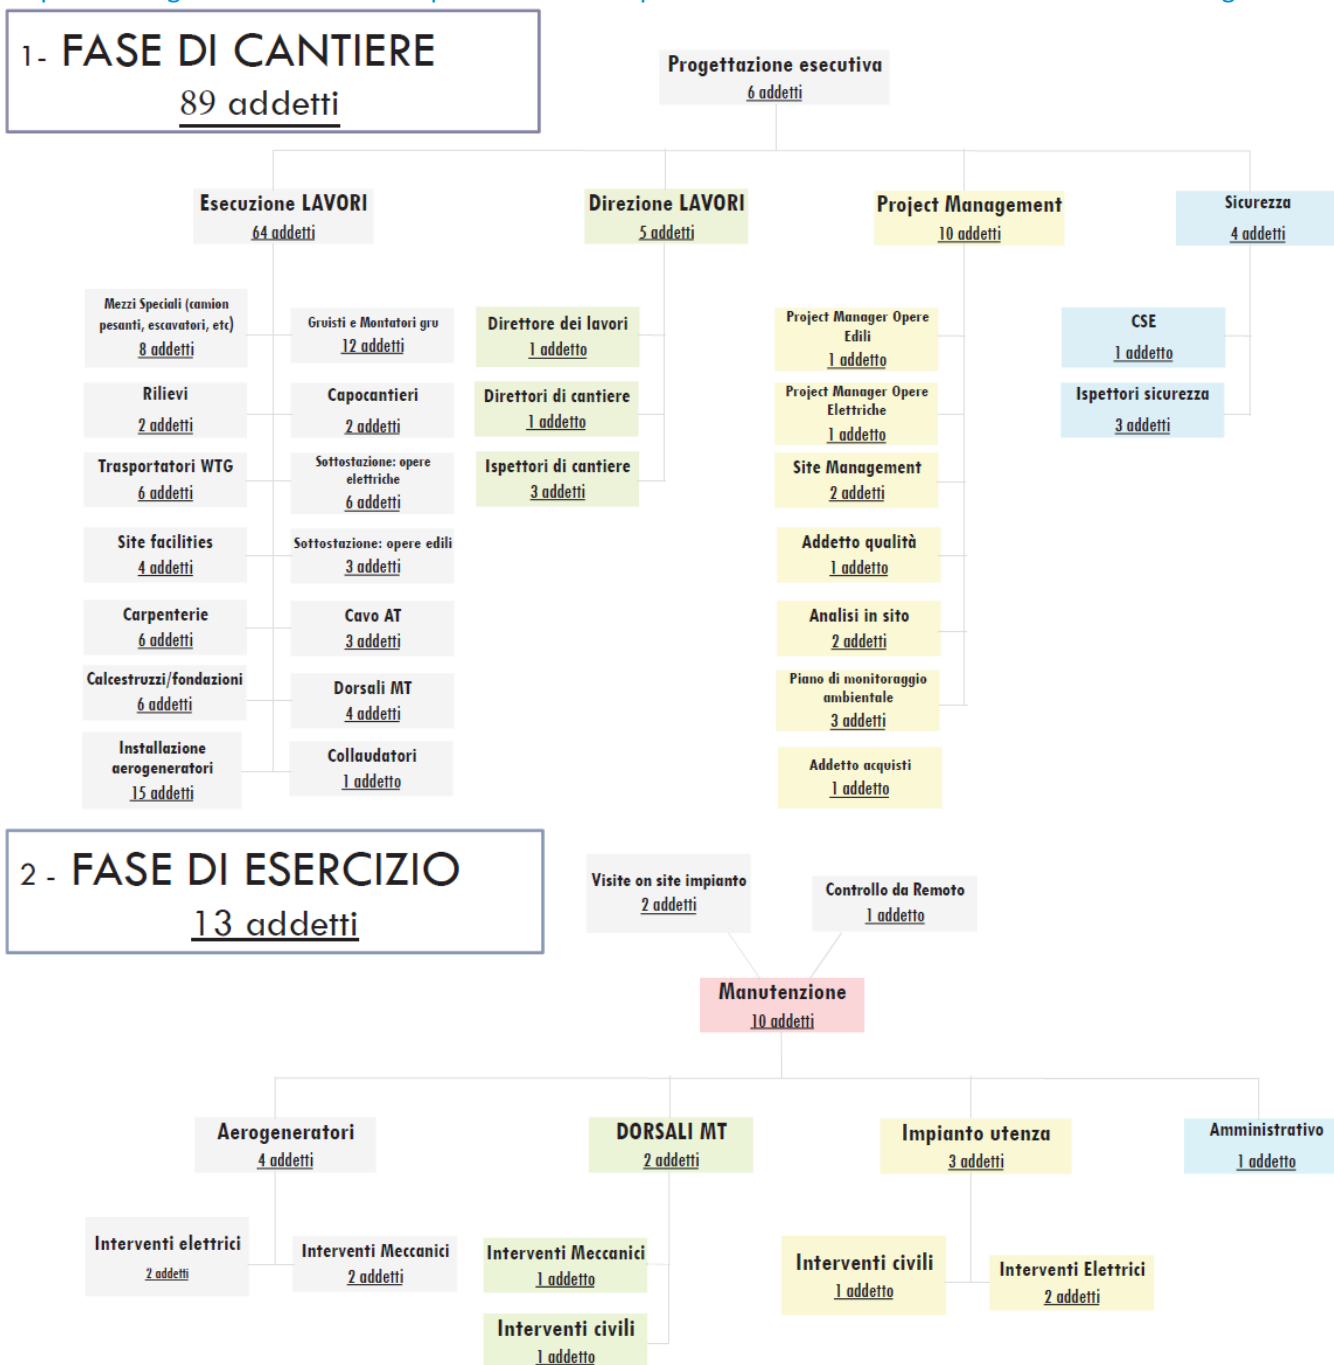 1- FASE DI CANTIERE
89 addetti
Progettazione esecutiva
6 addetti
Esecuzione LAVORI
64 addetti
Direzione LAVORI
5 addetti
Project Management
10 addetti
Sicurezza
4 addetti
Mezzi Speciali (camion
pesanti, escavatori, etc)
8 addetti
Gruisti e Montatori gru
12 addetti
Rilievi
2 addetti
Capocantieri
2 addetti
Trasportatori WTG
6 addetti
Sottostazione: opere
elettriche
6 addetti
Site facilities
4 addetti
Sottostazione: opere edili
3 addetti
Carpenterie
6 addetti
Cavo AT
3 addetti
Calcestruzzi/fondazioni
6 addetti
Dorsali MT
4 addetti
Installazione
aerogeneratori
15 addetti
Collaudatori
1 addetto
Direttore dei lavori
1 addetto
Direttori di cantiere
1 addetto
Ispettori di cantiere
3 addetti
Project Manager Opere
Edili
1 addetto
Project Manager Opere
Elettriche
1 addetto
Site Management
2 addetti
Addetto qualità
1 addetto
Analisi in sito
2 addetti
Piano di monitoraggio
ambientale
3 addetti
Addetto acquisti
1 addetto
CSE
1 addetto
Ispettori sicurezza
3 addetti
2 - FASE DI ESERCIZIO
13 addetti
Visite on site impianto
2 addetti
Controllo da Remoto
1 addetto
Manutenzione
10 addetti
Aerogeneratori
4 addetti
DORSALI MT
2 addetti
Impianto utenza
3 addetti
Amministrativo
1 addetto
Interventi elettrici
2 addetti
Interventi Meccanici
2 addetti
Interventi Meccanici
1 addetto
Interventi civili
1 addetto
Interventi civili
1 addetto
Interventi Elettrici
2 addetti